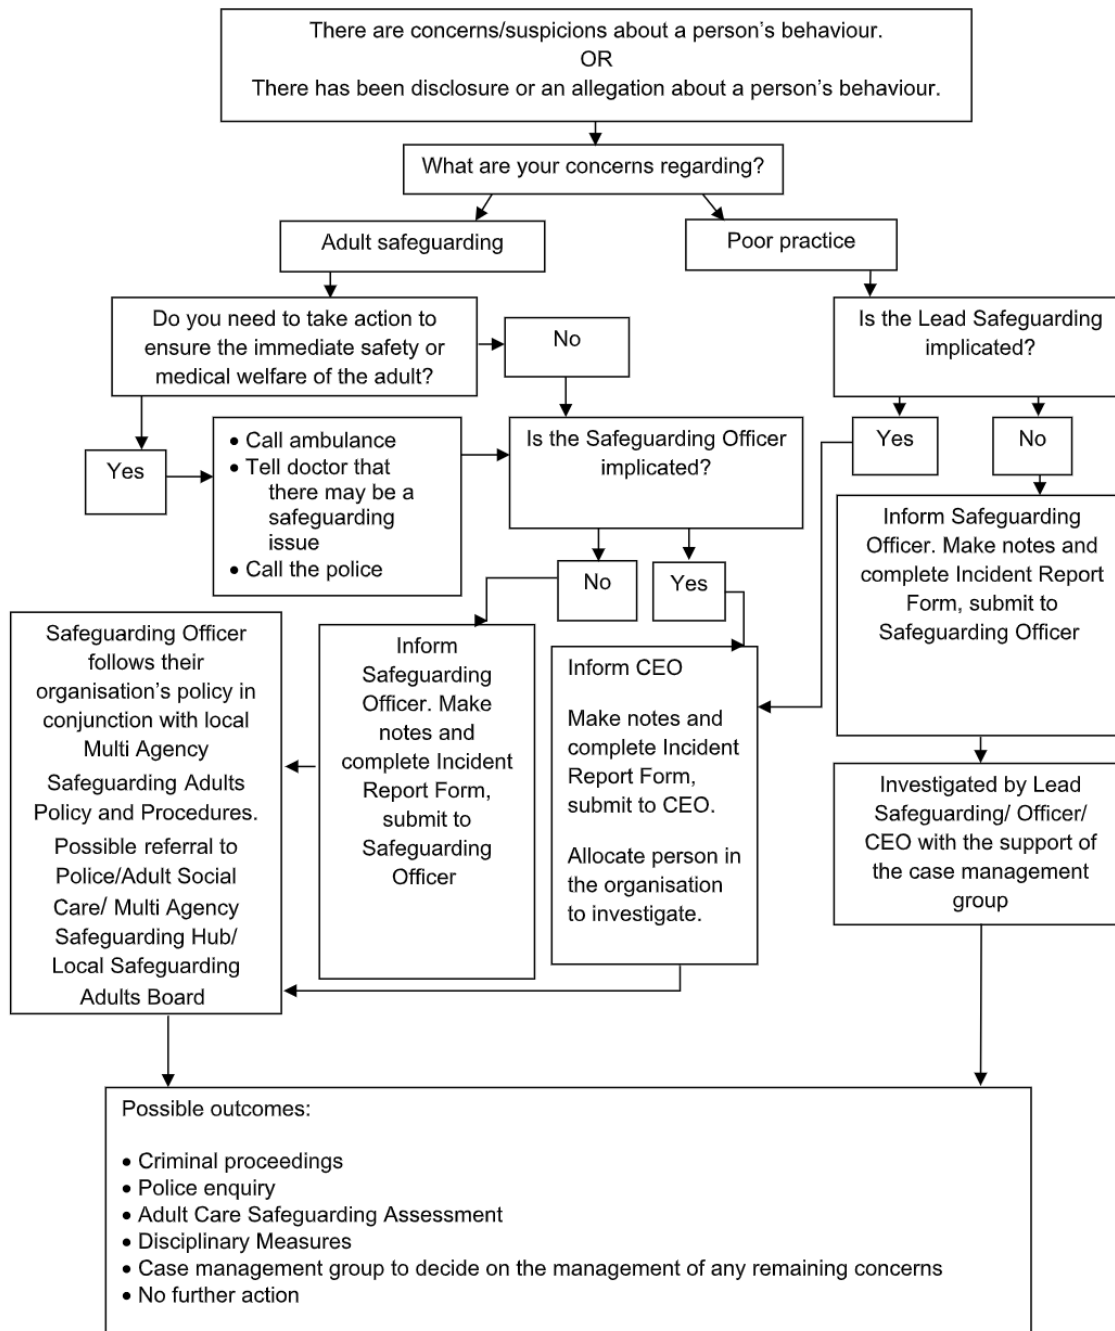 There are concerns/suspicions about a person's behaviour.
OR
There has been disclosure or an allegation about a person's behaviour.
What are your concerns regarding?
Adult safeguarding
Poor practice
Do you need to take action to
ensure the immediate safety or
medical welfare of the adult?
No
Is the Lead Safeguarding
implicated?
Yes
• Call ambulance
• Tell doctor that
there may be a
safeguarding
issue
• Call the police
Is the Safeguarding Officer
implicated?
Yes
No
No
Yes
Inform Safeguarding
Officer. Make notes and
complete Incident Report
Form, submit to
Safeguarding Officer
Safeguarding Officer
follows their
organisation's policy in
conjunction with local
Multi Agency
Safeguarding Adults
Policy and Procedures.
Possible referral to
Police/Adult Social
Care/ Multi Agency
Safeguarding Hub/
Local Safeguarding
Adults Board
Inform
Safeguarding
Officer. Make
notes and
complete Incident
Report Form,
submit to
Safeguarding
Officer
Inform CEO
Make notes and
complete Incident
Report Form,
submit to CEO.
Allocate person in
the organisation
to investigate.
Investigated by Lead
Safeguarding/ Officer/
CEO with the support of
the case management
group
Possible outcomes:
• Criminal proceedings
• Police enquiry
• Adult Care Safeguarding Assessment
• Disciplinary Measures
• Case management group to decide on the management of any remaining concerns
• No further action